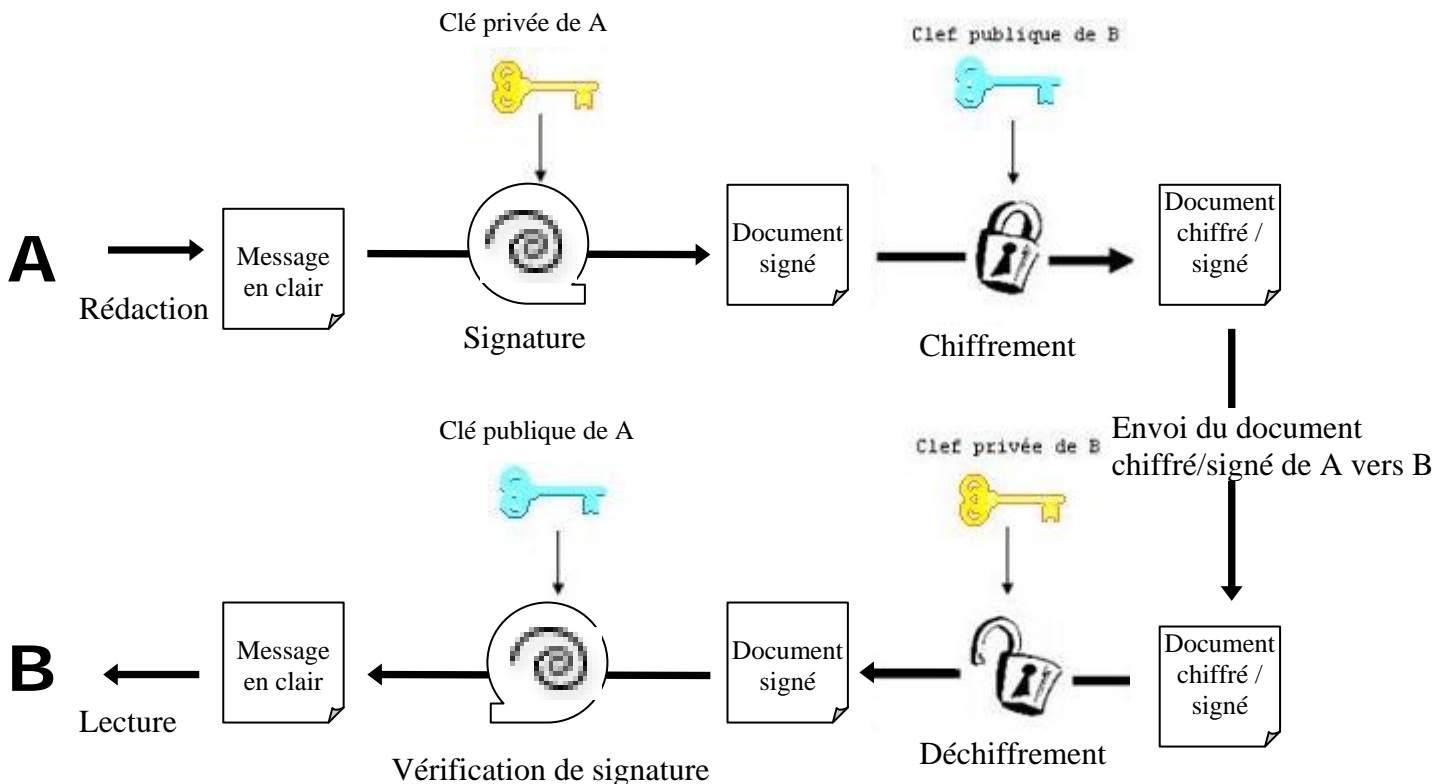 Clé privée de A
Clef publique de B
A
Rédaction
Message
en clair
Signature
Document
signé
Chiffrement
Document
chiffré /
signé
Envoi du document
chiffré/signé de A vers B
Clé publique de A
Clef privée de B
B
Lecture
Message
en clair
Vérification de signature
Document
signé
Déchiffrement
Document
chiffré /
signé